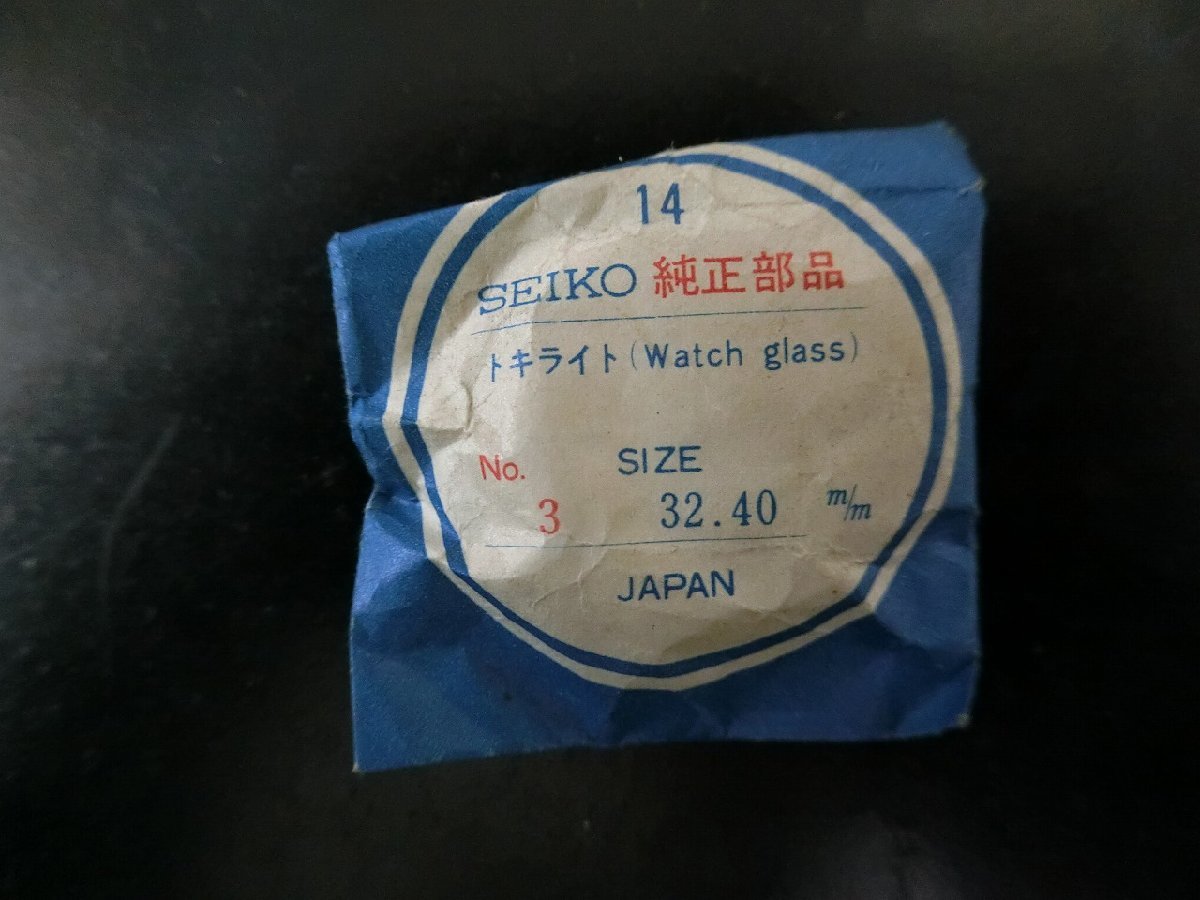 14
SEIKO 純正部品
トキライト(Watch glass)
No. SIZE
3 32.40 m/m
JAPAN